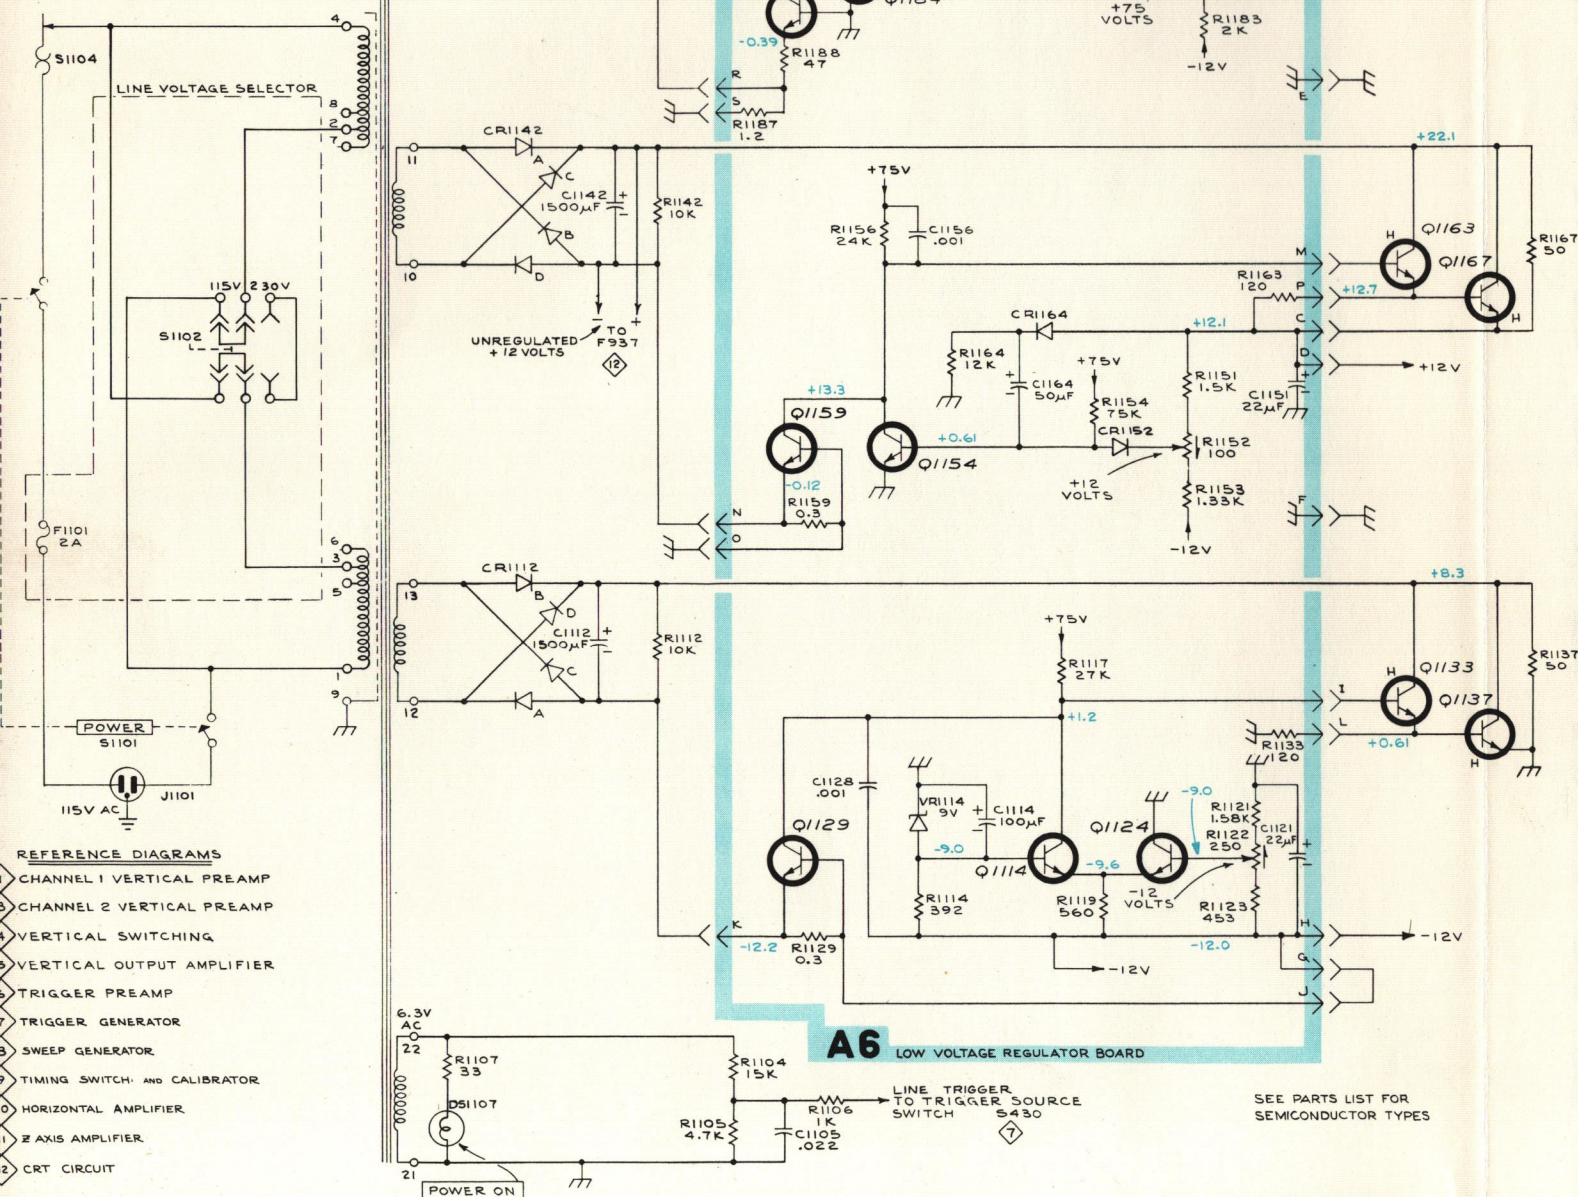 4
S1104
LINE VOLTAGE SELECTOR
8
2
7
115V 230V
S1102
F1101
2A
6
3
5
1
9
POWER
S1101
J1101
115V AC
REFERENCE DIAGRAMS
CHANNEL 1 VERTICAL PREAMP
CHANNEL 2 VERTICAL PREAMP
VERTICAL SWITCHING
VERTICAL OUTPUT AMPLIFIER
TRIGGER PREAMP
TRIGGER GENERATOR
SWEEP GENERATOR
TIMING SWITCH AND CALIBRATOR
HORIZONTAL AMPLIFIER
Z AXIS AMPLIFIER
CRT CIRCUIT
-0.39
R1188
47
R
S
R1187
1.2
+75
VOLTS
R1183
2K
-12V
E
11
CR1142
A
C
C1142
1500µF
+
-
B
D
10
R1142
10K
- TO +
F937
UNREGULATED
+12 VOLTS
12
+75V
R1156
24K
C1156
.001
+22.1
M
H
Q1163
R1163
120
P
+12.7
Q1167
H
R1167
50
CR1164
+12.1
C
R1164
12K
+
C1164
50µF
+75V
R1154
75K
R1151
1.5K
D
+
-
C1151
22µF
+12V
+13.3
Q1159
+0.61
Q1154
CR1152
R1152
100
+12
VOLTS
R1153
1.33K
-12V
-0.12
R1159
0.3
N
O
F
13
CR1112
B
D
C1112
1500µF
+
-
C
A
12
R1112
10K
+8.3
+75V
R1117
27K
+1.2
I
H
Q1133
Q1137
R1137
50
L
R1133
120
+0.61
H
C1128
.001
VR1114
9V
+
-
C1114
100µF
-9.0
R1121
1.58K
R1122
250
C1121
22µF
+
-
Q1129
-9.0
Q1114
Q1124
-9.6
-12
VOLTS
R1114
392
R1119
560
R1123
453
K
-12.2
R1129
0.3
-12.0
H
-12V
-12V
G
J
A6 LOW VOLTAGE REGULATOR BOARD
6.3V
AC
22
R1107
33
DS1107
21
POWER ON
R1104
15K
R1105
4.7K
R1106
1K
C1105
.022
LINE TRIGGER
TO TRIGGER SOURCE
SWITCH S430
7
SEE PARTS LIST FOR
SEMICONDUCTOR TYPES